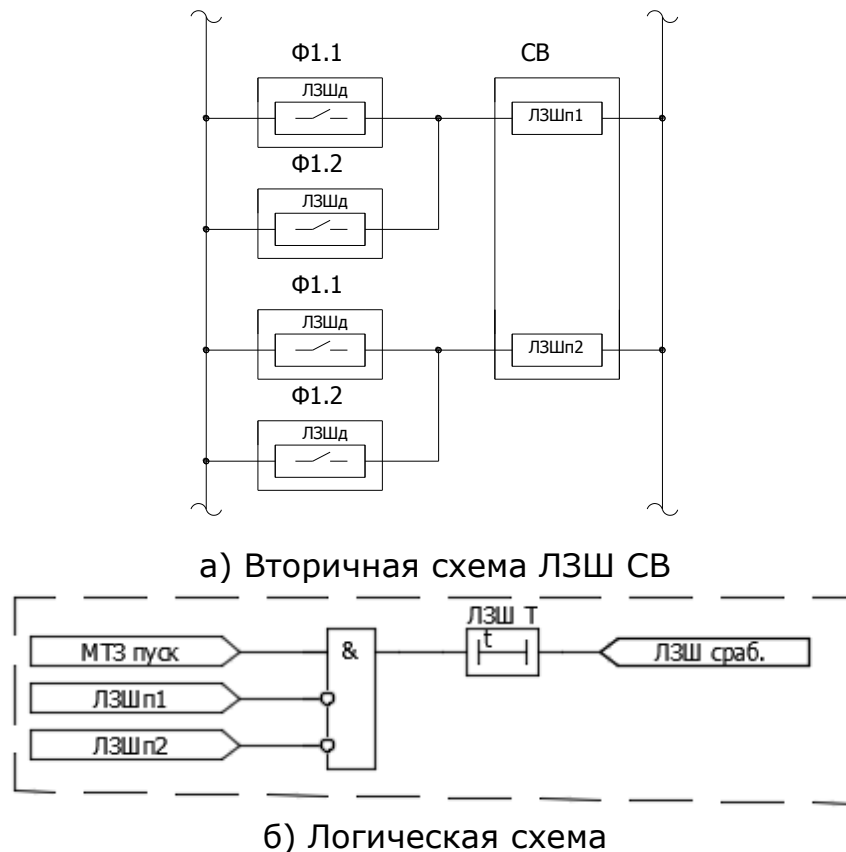 Ф1.1 СВ
ЛЗШд
ЛЗШп1
Ф1.2
ЛЗШд
Ф1.1
ЛЗШд
ЛЗШп2
Ф1.2
ЛЗШд
а) Вторичная схема ЛЗШ СВ
ЛЗШ Т
МТЗ пуск & t ЛЗШ сраб.
ЛЗШп1
ЛЗШп2
б) Логическая схема